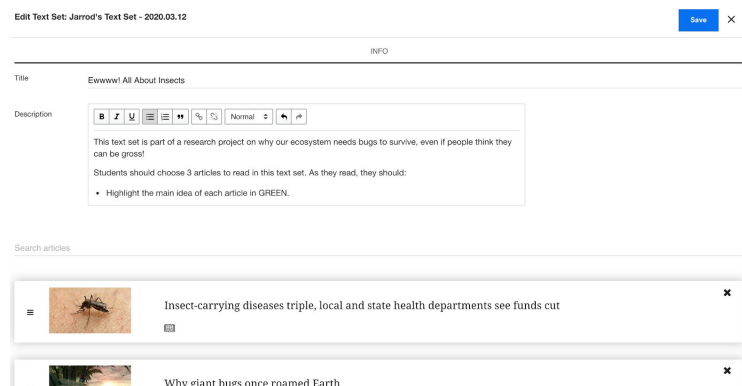 Edit Text Set: Jarrod's Text Set - 2020.03.12
Save
INFO
Title
Ewwww! All About Insects
Description
B I U
Normal
This text set is part of a research project on why our ecosystem needs bugs to survive, even if people think they
can be gross!
Students should choose 3 articles to read in this text set. As they read, they should:
• Highlight the main idea of each article in GREEN.
Search articles
Insect-carrying diseases triple, local and state health departments see funds cut
Why giant bugs once roamed Earth